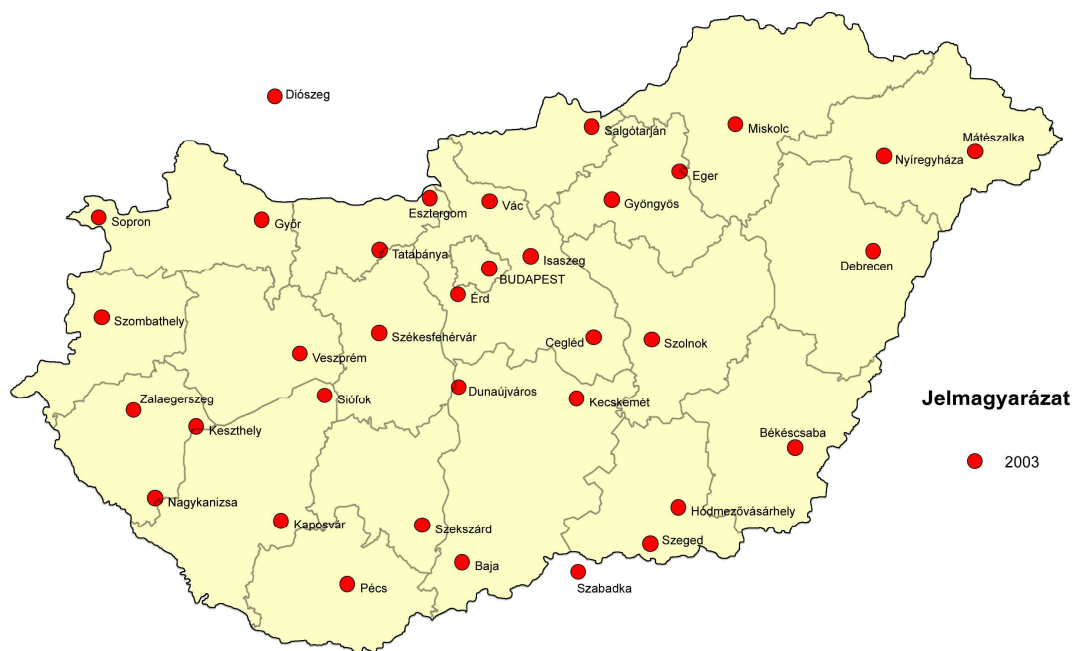 Diószeg
Salgótarján
Miskolc
Mátészalka
Nyíregyháza
Eger
Esztergom
Vác
Gyöngyös
Sopron
Győr
Tatabánya
Isaszeg
BUDAPEST
Debrecen
Érd
Szombathely
Székesfehérvár
Cegléd
Szolnok
Veszprém
Zalaegerszeg
Siófok
Dunaújváros
Kecskemét
Jelmagyarázat
Keszthely
Békéscsaba
2003
Nagykanizsa
Kaposvár
Szekszárd
Hódmezővásárhely
Szeged
Baja
Pécs
Szabadka